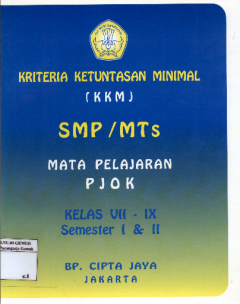 KRITERIA KETUNTASAN MINIMAL
(KKM)
SMP/MTs
MATA PELAJARAN
PJOK
KELAS VII - IX
Semester I & II
BP. CIPTA JAYA
JAKARTA